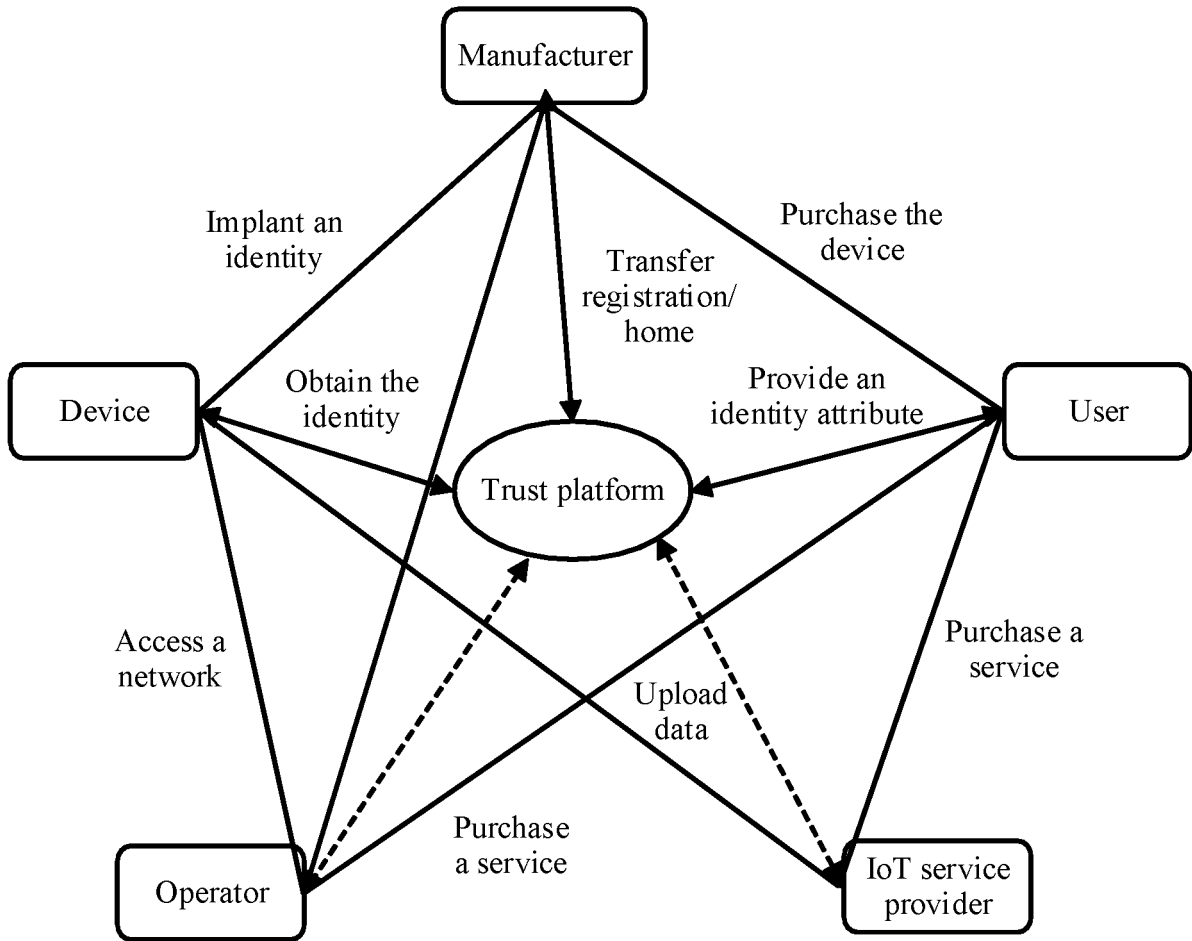 Manufacturer
Implant an
identity
Purchase the
device
Transfer
registration/
home
Device
Obtain the
identity
Provide an
identity attribute
User
Trust platform
Access a
network
Upload
data
Purchase a
service
Purchase
a service
Operator
IoT service
provider